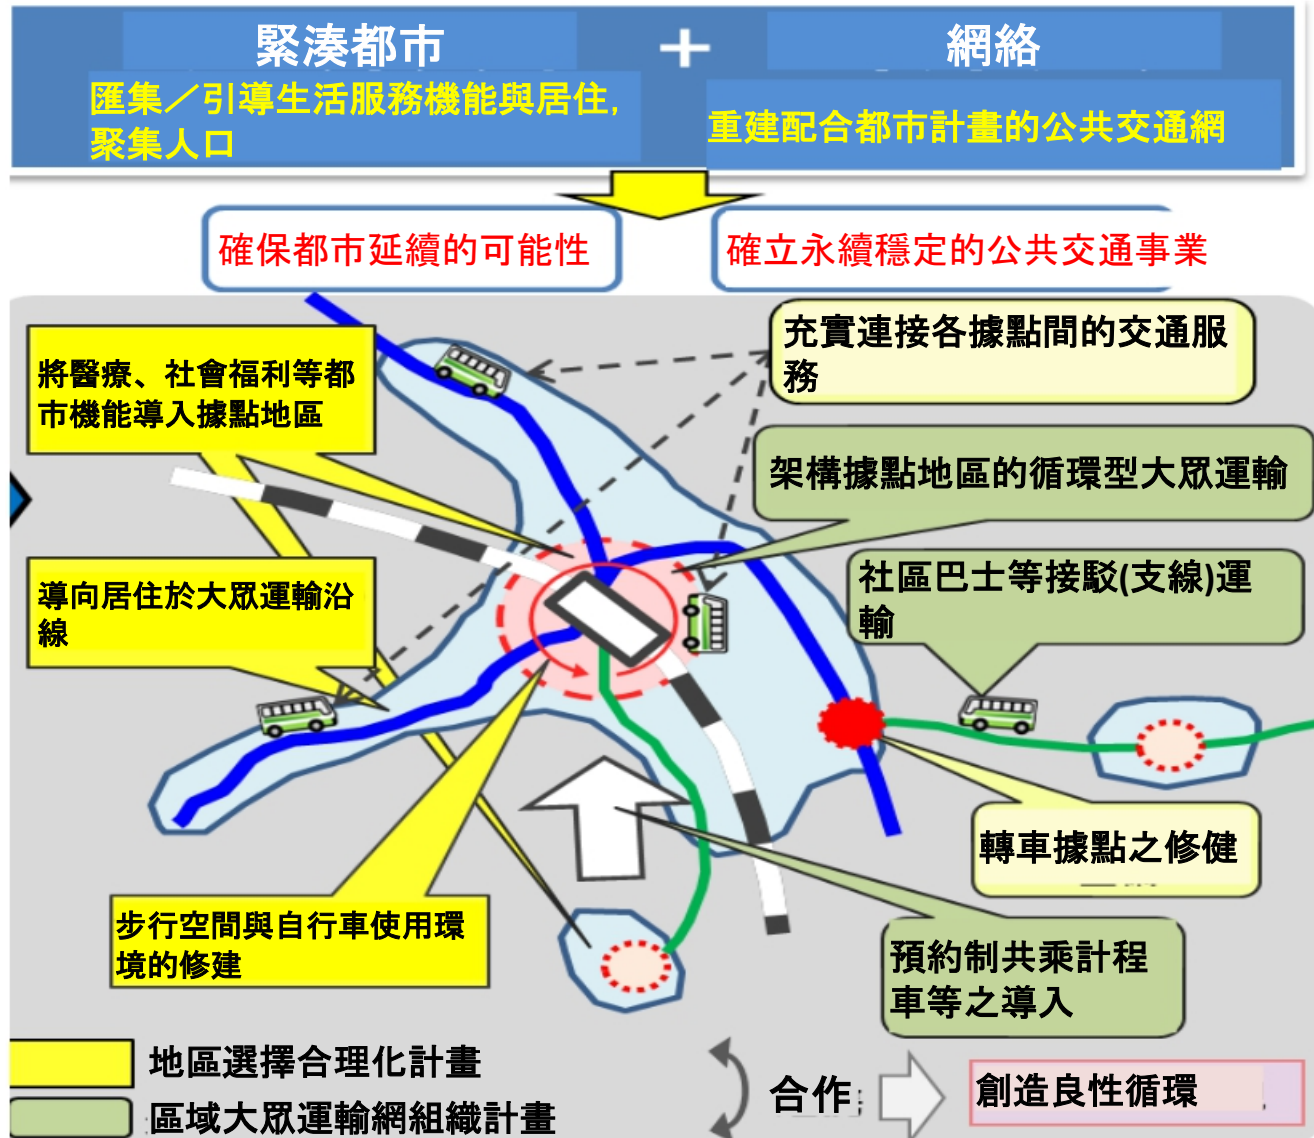 緊湊都市
+
網絡
匯集／引導生活服務機能與居住,
聚集人口
重建配合都市計畫的公共交通網
確保都市延續的可能性
確立永續穩定的公共交通事業
充實連接各據點間的交通服
務
將醫療、社會福利等都
市機能導入據點地區
架構據點地區的循環型大眾運輸
社區巴士等接駁(支線)運
輸
導向居住於大眾運輸沿
線
轉車據點之修健
步行空間與自行車使用環
境的修建
預約制共乘計程
車等之導入
地區選擇合理化計畫
區域大眾運輸網組織計畫
合作
創造良性循環